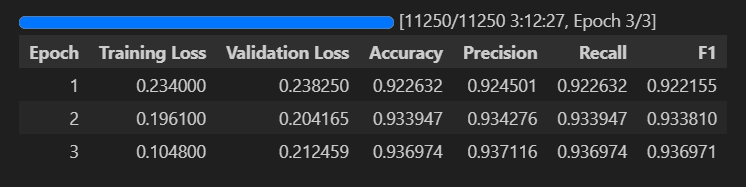 [11250/11250 3:12:27, Epoch 3/3]
Epoch Training Loss Validation Loss Accuracy Precision Recall F1
1 0.234000 0.238250 0.922632 0.924501 0.922632 0.922155
2 0.196100 0.204165 0.933947 0.934276 0.933947 0.933810
3 0.104800 0.212459 0.936974 0.937116 0.936974 0.936971